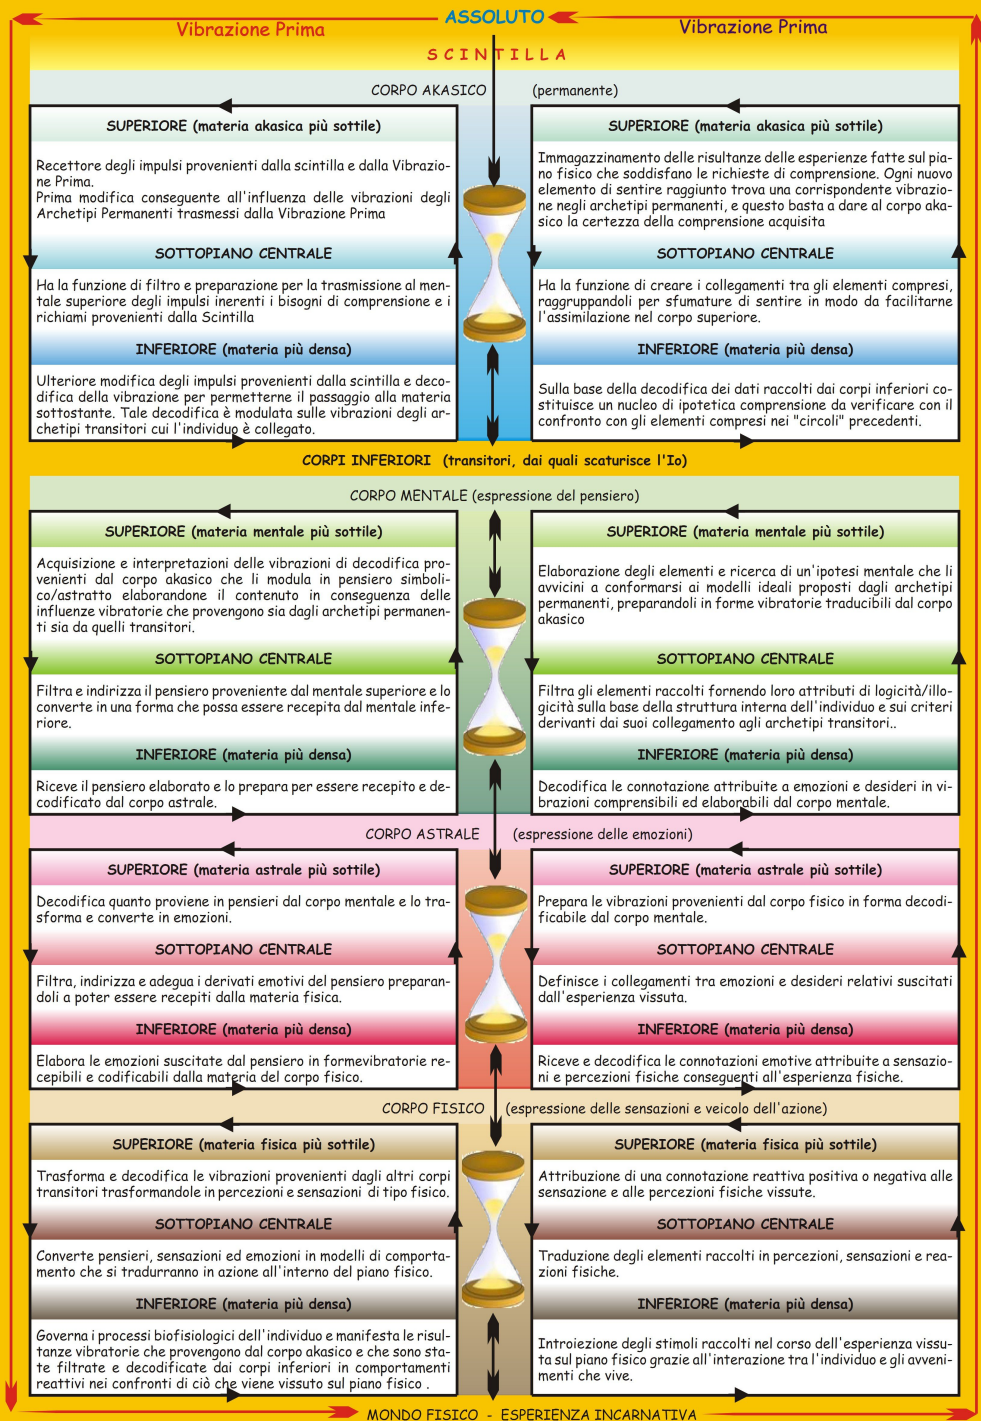 ASSOLUTO
Vibrazione Prima
Vibrazione Prima
SCINTILLA
CORPO AKASICO
(permanente)
SUPERIORE (materia akasica più sottile)
Recettore degli impulsi provenienti dalla scintilla e dalla Vibrazio-
ne Prima.
Prima modifica conseguente all'influenza delle vibrazioni degli
Archetipi Permanenti trasmessi dalla Vibrazione Prima
SOTTOPIANO CENTRALE
Ha la funzione di filtro e preparazione per la trasmissione al men-
tale superiore degli impulsi inerenti i bisogni di comprensione e i
richiami provenienti dalla Scintilla
INFERIORE (materia più densa)
Ulteriore modifica degli impulsi provenienti dalla scintilla e deco-
difica della vibrazione per permetterne il passaggio alla materia
sottostante. Tale decodifica è modulata sulle vibrazioni degli ar-
chetipi transitori cui l'individuo è collegato.
SUPERIORE (materia akasica più sottile)
Immagazzinamento delle risultanze delle esperienze fatte sul pia-
no fisico che soddisfano le richieste di comprensione. Ogni nuovo
elemento di sentire raggiunto trova una corrispondente vibrazio-
ne negli archetipi permanenti, e questo basta a dare al corpo aka-
sico la certezza della comprensione acquisita
SOTTOPIANO CENTRALE
Ha la funzione di creare i collegamenti tra gli elementi compresi,
raggruppandoli per sfumature di sentire in modo da facilitarne
l'assimilazione nel corpo superiore.
INFERIORE (materia più densa)
Sulla base della decodifica dei dati raccolti dai corpi inferiori co-
stituisce un nucleo di ipotetica comprensione da verificare con il
confronto con gli elementi compresi nei "circoli" precedenti.
CORPI INFERIORI (transitori, dai quali scaturisce l'Io)
CORPO MENTALE (espressione del pensiero)
SUPERIORE (materia mentale più sottile)
Acquisizione e interpretazioni delle vibrazioni di decodifica pro-
venienti dal corpo akasico che li modula in pensiero simboli-
co/astratto elaborandone il contenuto in conseguenza delle
influenze vibratorie che provengono sia dagli archetipi permanen-
ti sia da quelli transitori.
SOTTOPIANO CENTRALE
Filtra e indirizza il pensiero proveniente dal mentale superiore e lo
converte in una forma che possa essere recepita dal mentale infe-
riore.
INFERIORE (materia più densa)
Riceve il pensiero elaborato e lo prepara per essere recepito e de-
codificato dal corpo astrale.
SUPERIORE (materia mentale più sottile)
Elaborazione degli elementi e ricerca di un'ipotesi mentale che li
avvicini a conformarsi ai modelli ideali proposti dagli archetipi
permanenti, preparandoli in forme vibratorie traducibili dal corpo
akasico
SOTTOPIANO CENTRALE
Filtra gli elementi raccolti fornendo loro attributi di logicità/illo-
gicità sulla base della struttura interna dell'individuo e sui criteri
derivanti dai suoi collegamento agli archetipi transitori..
INFERIORE (materia più densa)
Decodifica le connotazione attribuite a emozioni e desideri in vi-
brazioni comprensibili ed elaborabili dal corpo mentale.
CORPO ASTRALE
(espressione delle emozioni)
SUPERIORE (materia astrale più sottile)
Decodifica quanto proviene in pensieri dal corpo mentale e lo tra-
sforma e converte in emozioni.
SOTTOPIANO CENTRALE
Filtra, indirizza e adegua i derivati emotivi del pensiero preparan-
doli a poter essere recepiti dalla materia fisica.
INFERIORE (materia più densa)
Elabora le emozioni suscitate dal pensiero in formevibratorie re-
cepibili e codificabili dalla materia del corpo fisico.
SUPERIORE (materia astrale più sottile)
Prepara le vibrazioni provenienti dal corpo fisico in forma decodi-
ficabile dal corpo mentale.
SOTTOPIANO CENTRALE
Definisce i collegamenti tra emozioni e desideri relativi suscitati
dall'esperienza vissuta.
INFERIORE (materia più densa)
Riceve e decodifica le connotazioni emotive attribuite a sensazio-
ni e percezioni fisiche conseguenti all'esperienza fisiche.
CORPO FISICO
(espressione delle sensazioni e veicolo dell'azione)
SUPERIORE (materia fisica più sottile)
Trasforma e decodifica le vibrazioni provenienti dagli altri corpi
transitori trasformandole in percezioni e sensazioni di tipo fisico.
SOTTOPIANO CENTRALE
Converte pensieri, sensazioni ed emozioni in modelli di comporta-
mento che si tradurranno in azione all'interno del piano fisico.
INFERIORE (materia più densa)
Governa i processi biofisiologici dell'individuo e manifesta le risul-
tanze vibratorie che provengono dal corpo akasico e che sono sta-
te filtrate e decodificate dai corpi inferiori in comportamenti
reattivi nei confronti di ciò che viene vissuto sul piano fisico .
SUPERIORE (materia fisica più sottile)
Attribuzione di una connotazione reattiva positiva o negativa alle
sensazione e alle percezioni fisiche vissute.
SOTTOPIANO CENTRALE
Traduzione degli elementi raccolti in percezioni, sensazioni e rea-
zioni fisiche.
INFERIORE (materia più densa)
Introiezione degli stimoli raccolti nel corso dell'esperienza vissu-
ta sul piano fisico grazie all'interazione tra l'individuo e gli avveni-
menti che vive.
MONDO FISICO - ESPERIENZA INCARNATIVA